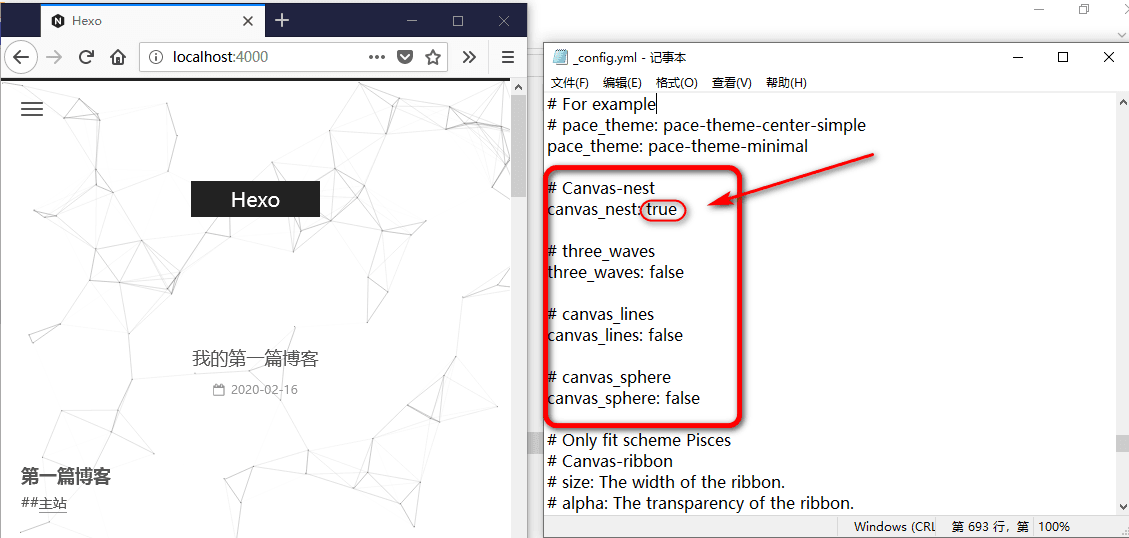 Hexo
localhost:4000
Hexo
我的第一篇博客
2020-02-16
第一篇博客
##主站
_config.yml - 记事本
文件(F) 编辑(E) 格式(O) 查看(V) 帮助(H)
# For example
# pace_theme: pace-theme-center-simple
pace_theme: pace-theme-minimal
# Canvas-nest
canvas_nest: true
# three_waves
three_waves: false
# canvas_lines
canvas_lines: false
# canvas_sphere
canvas_sphere: false
# Only fit scheme Pisces
# Canvas-ribbon
# size: The width of the ribbon.
# alpha: The transparency of the ribbon.
Windows (CRL 第 693 行，第 100%